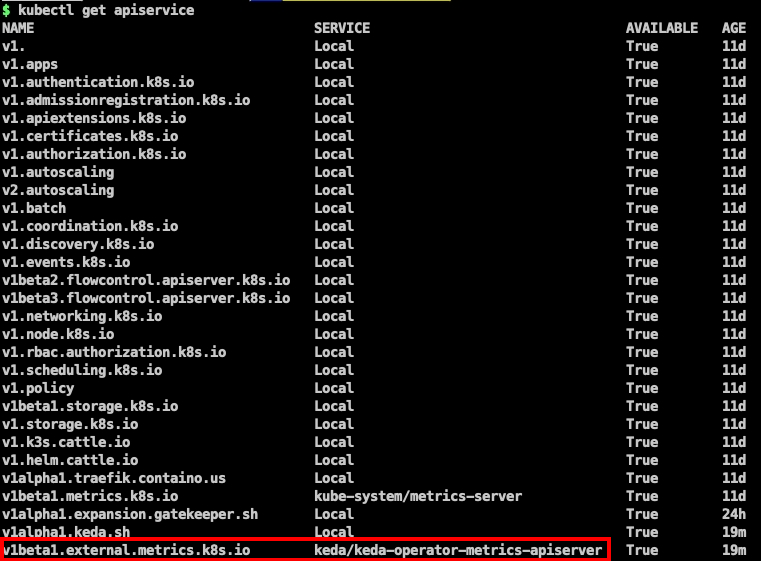 $ kubectl get apiservice
NAME SERVICE AVAILABLE AGE
v1. Local True 11d
v1.apps Local True 11d
v1.authentication.k8s.io Local True 11d
v1.admissionregistration.k8s.io Local True 11d
v1.apiextensions.k8s.io Local True 11d
v1.certificates.k8s.io Local True 11d
v1.authorization.k8s.io Local True 11d
v1.autoscaling Local True 11d
v2.autoscaling Local True 11d
v1.batch Local True 11d
v1.coordination.k8s.io Local True 11d
v1.discovery.k8s.io Local True 11d
v1.events.k8s.io Local True 11d
v1beta2.flowcontrol.apiserver.k8s.io Local True 11d
v1beta3.flowcontrol.apiserver.k8s.io Local True 11d
v1.networking.k8s.io Local True 11d
v1.node.k8s.io Local True 11d
v1.rbac.authorization.k8s.io Local True 11d
v1.scheduling.k8s.io Local True 11d
v1.policy Local True 11d
v1beta1.storage.k8s.io Local True 11d
v1.storage.k8s.io Local True 11d
v1.k3s.cattle.io Local True 11d
v1.helm.cattle.io Local True 11d
v1alpha1.traefik.containo.us Local True 11d
v1beta1.metrics.k8s.io kube-system/metrics-server True 11d
v1alpha1.expansion.gatekeeper.sh Local True 24h
v1alpha1.keda.sh Local True 19m
v1beta1.external.metrics.k8s.io keda/keda-operator-metrics-apiserver True 19m